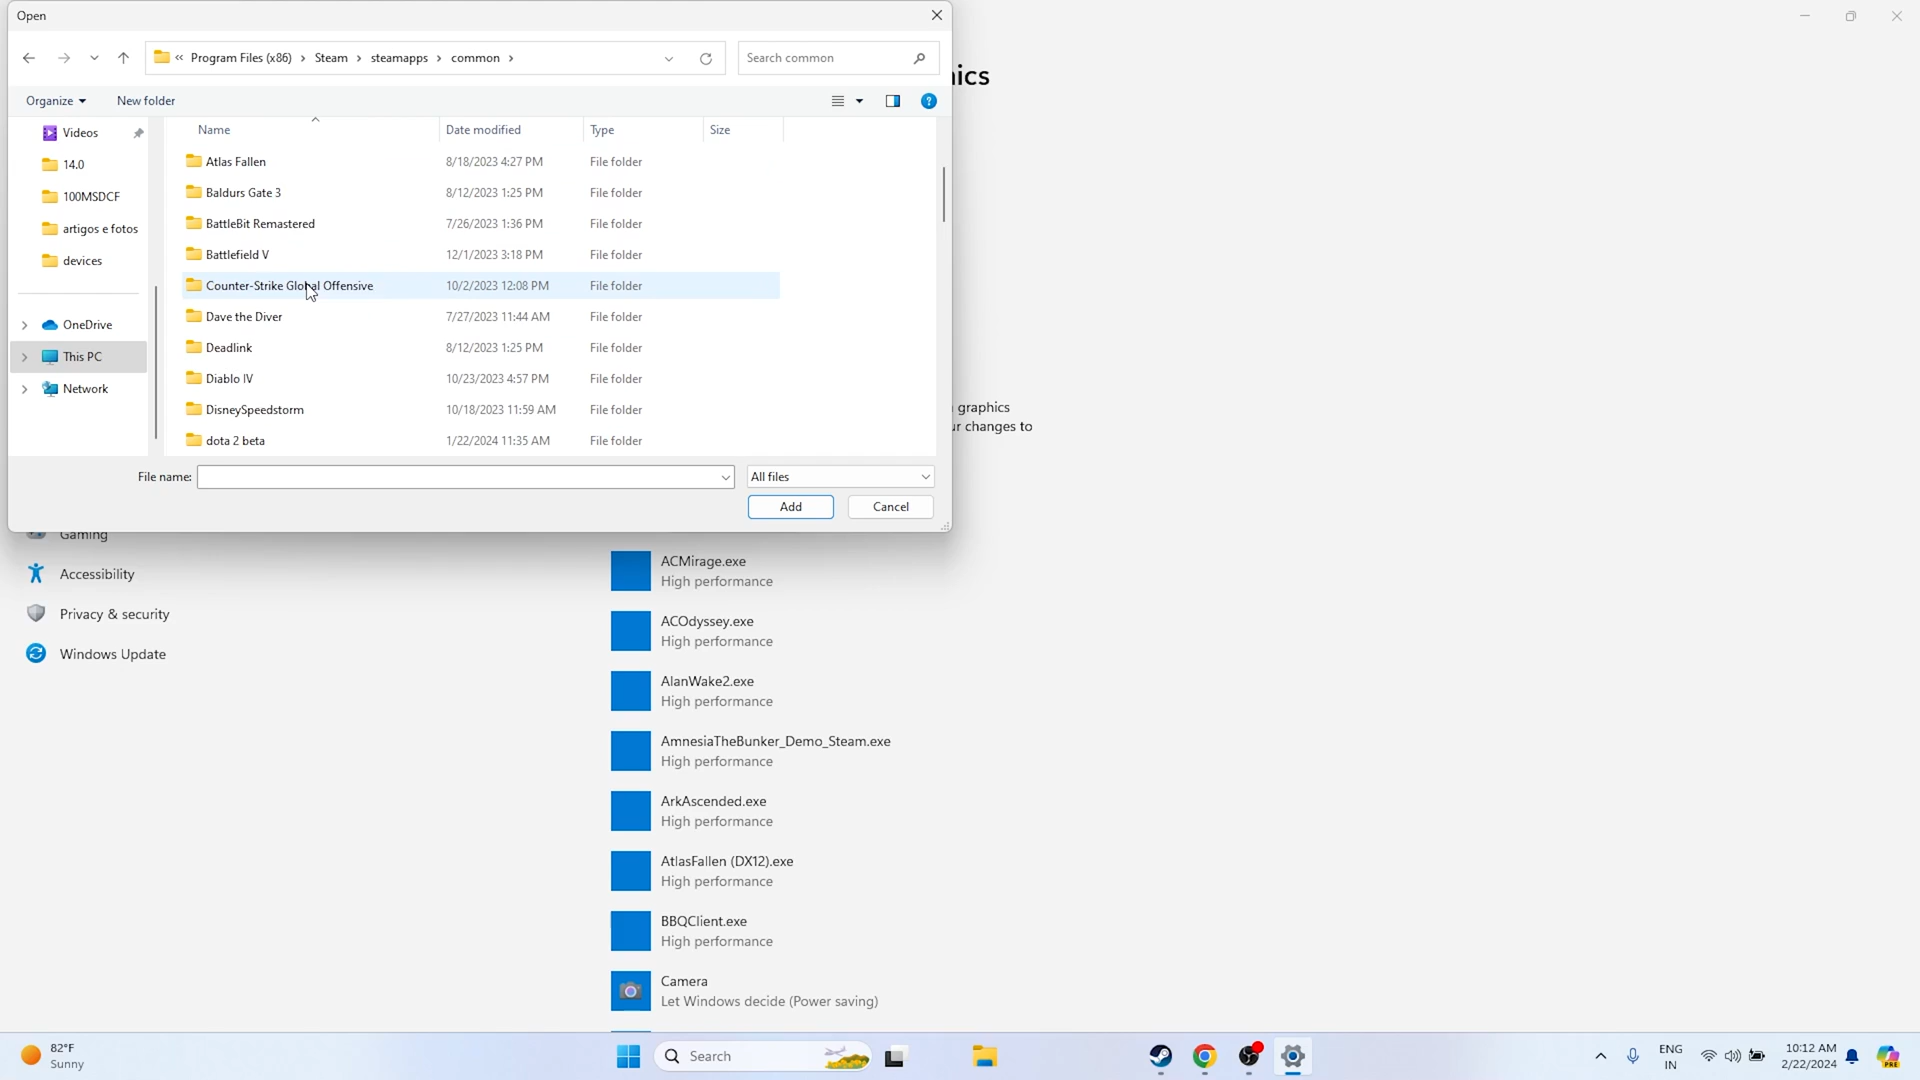 Open
« Program Files (x86) › Steam › steamapps › common ›
Search common
Organize
New folder
Name
Date modified
Type
Size
Videos
14.0
100MSDCF
artigos e fotos
devices
OneDrive
This PC
Network
Atlas Fallen 8/18/2023 4:27 PM File folder
Baldurs Gate 3 8/12/2023 1:25 PM File folder
BattleBit Remastered 7/26/2023 1:36 PM File folder
Battlefield V 12/1/2023 3:18 PM File folder
Counter-Strike Global Offensive 10/2/2023 12:08 PM File folder
Dave the Diver 7/27/2023 11:44 AM File folder
Deadlink 8/12/2023 1:25 PM File folder
Diablo IV 10/23/2023 4:57 PM File folder
DisneySpeedstorm 10/18/2023 11:59 AM File folder
dota 2 beta 1/22/2024 11:35 AM File folder
File name:
All files
Add
Cancel
ics
graphics
ur changes to
Gaming
Accessibility
Privacy & security
Windows Update
ACMirage.exe
High performance
ACOdyssey.exe
High performance
AlanWake2.exe
High performance
AmnesiaTheBunker_Demo_Steam.exe
High performance
ArkAscended.exe
High performance
AtlasFallen (DX12).exe
High performance
BBQClient.exe
High performance
Camera
Let Windows decide (Power saving)
82°F
Sunny
Search
ENG
IN
10:12 AM
2/22/2024
PRE